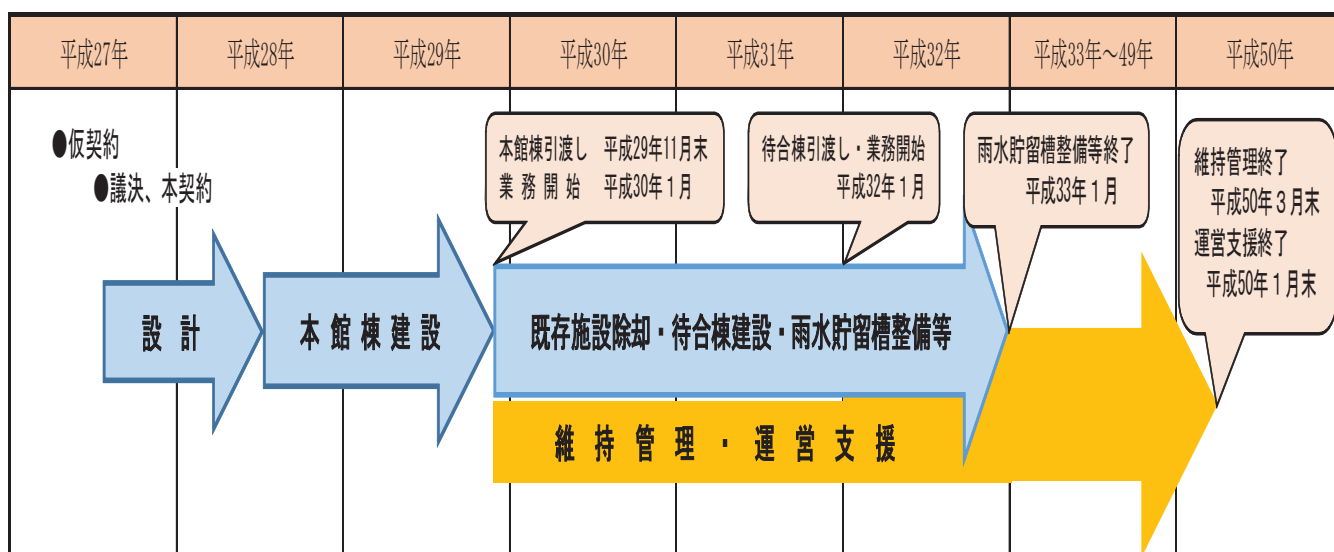 平成27年
平成28年
平成29年
平成30年
平成31年
平成32年
平成33年～49年
平成50年
●仮契約
●議決、本契約
本館棟引渡し　平成29年11月末
業務開始　平成30年1月
待合棟引渡し・業務開始
平成32年1月
雨水貯留槽整備等終了
平成33年1月
維持管理終了
平成50年3月末
運営支援終了
平成50年1月末
設計
本館棟建設
既存施設除却・待合棟建設・雨水貯留槽整備等
維持管理・運営支援